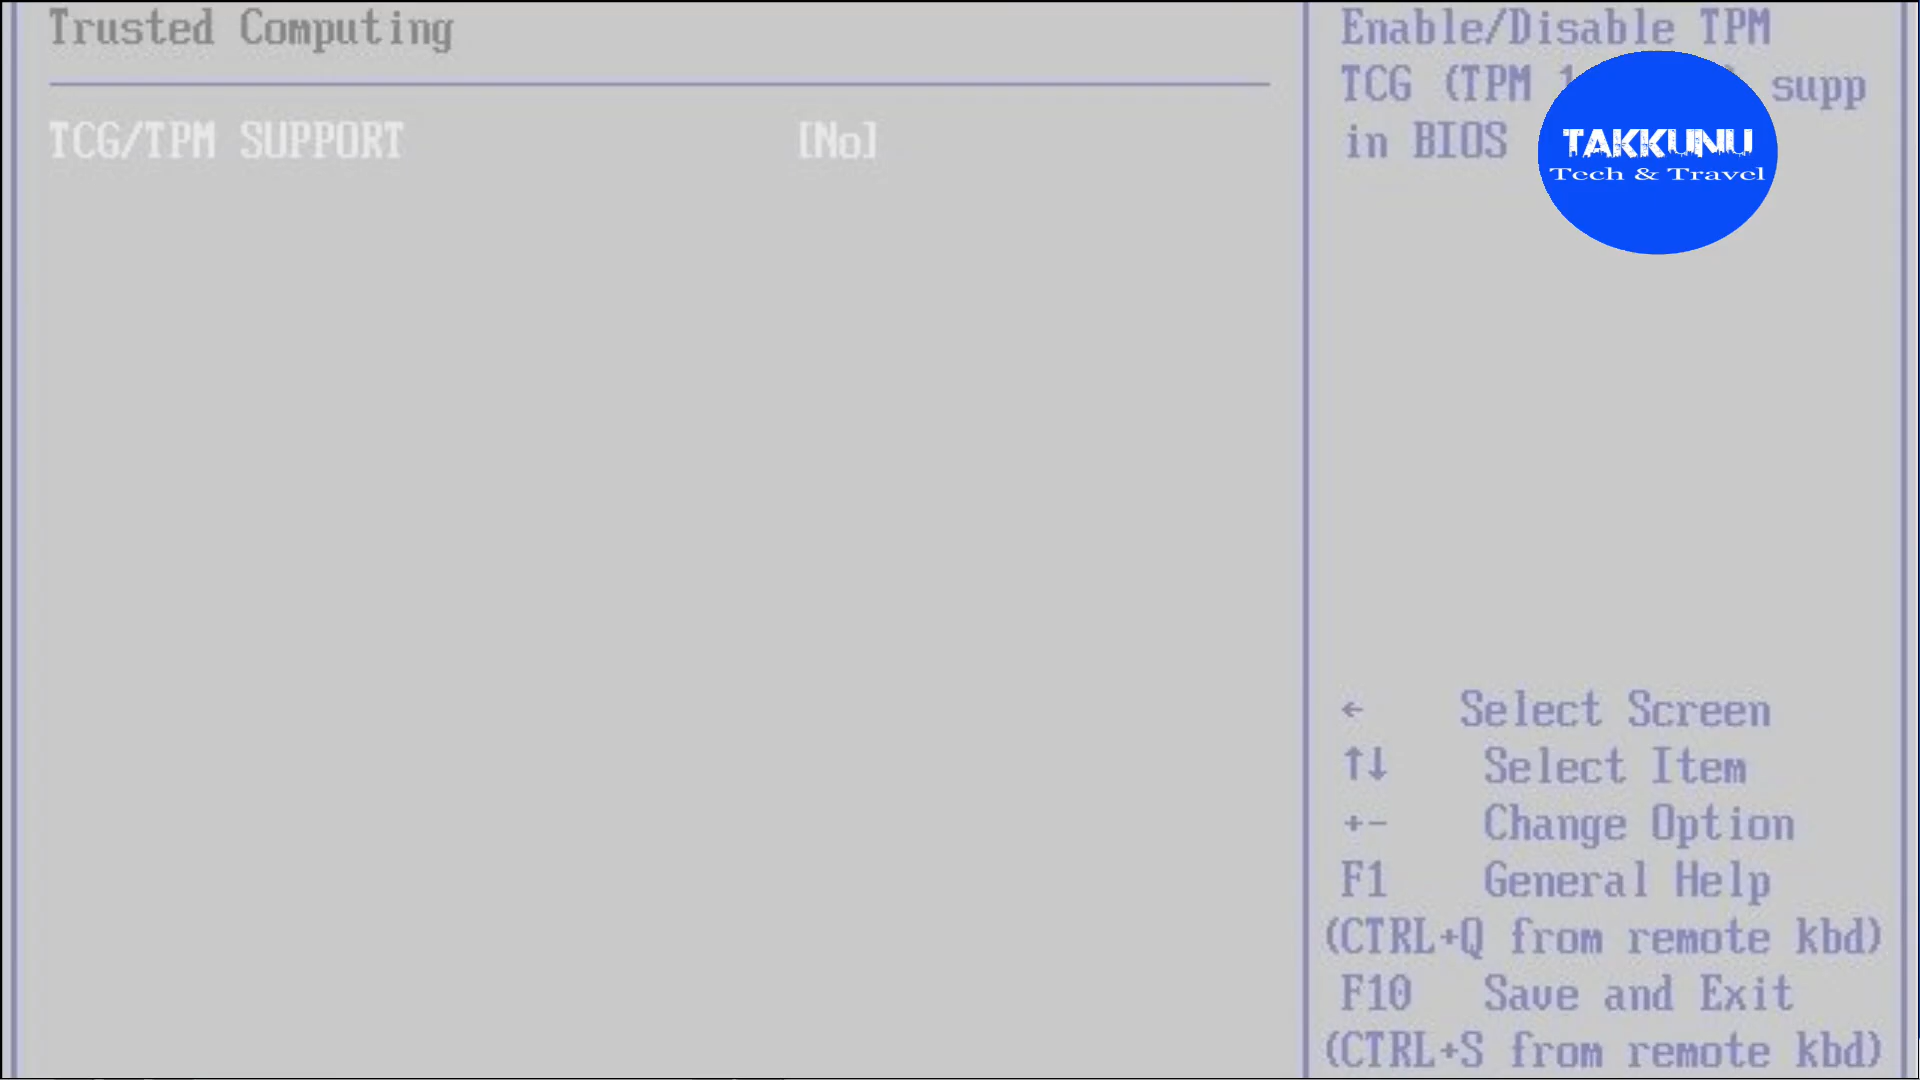 Trusted Computing
TCG/TPM SUPPORT [No]
Enable/Disable TPM
TCG (TPM supp
in BIOS
TAKKUNU
Tech & Travel
← Select Screen
↑↓ Select Item
+- Change Option
F1 General Help
(CTRL+Q from remote kbd)
F10 Save and Exit
(CTRL+S from remote kbd)